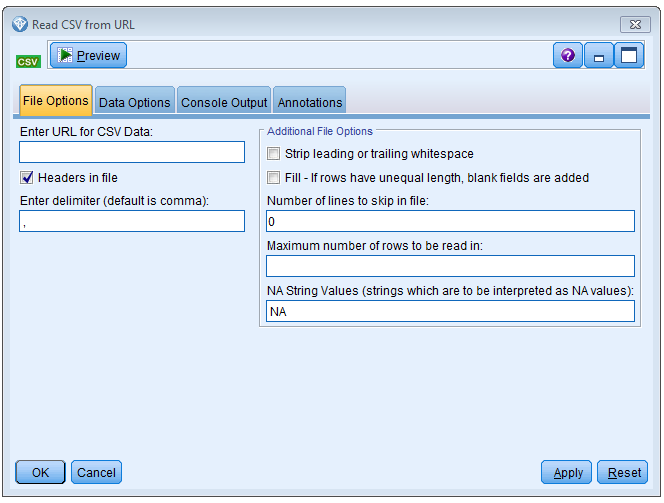 Read CSV from URL
CSV
Preview
?
File Options Data Options Console Output Annotations
Enter URL for CSV Data:
Headers in file
Enter delimiter (default is comma):
,
Additional File Options
Strip leading or trailing whitespace
Fill - If rows have unequal length, blank fields are added
Number of lines to skip in file:
0
Maximum number of rows to be read in:
NA String Values (strings which are to be interpreted as NA values):
NA
OK Cancel Apply Reset